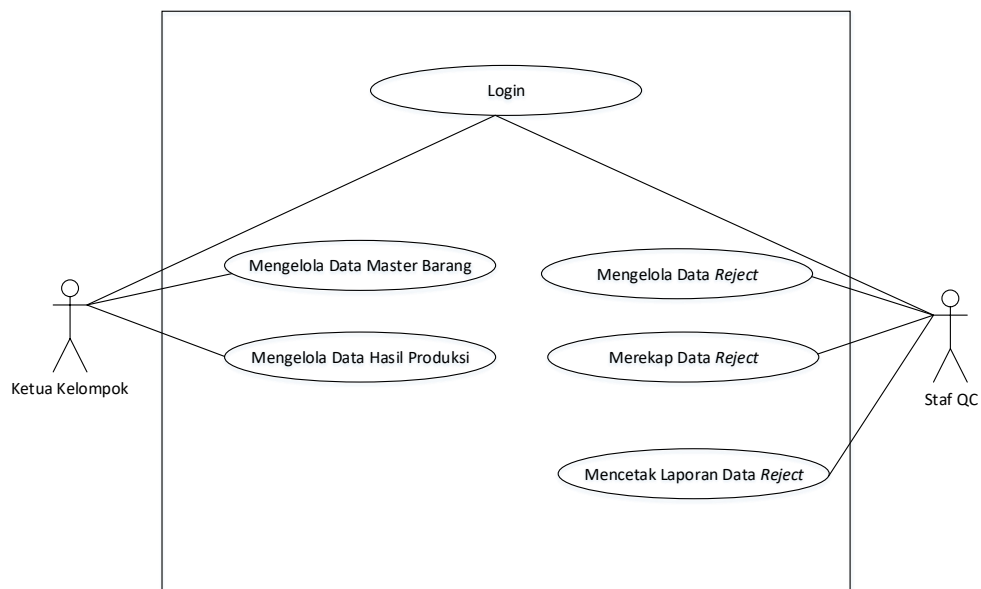 Login
Mengelola Data Master Barang
Mengelola Data Reject
Mengelola Data Hasil Produksi
Merekap Data Reject
Ketua Kelompok
Staf QC
Mencetak Laporan Data Reject